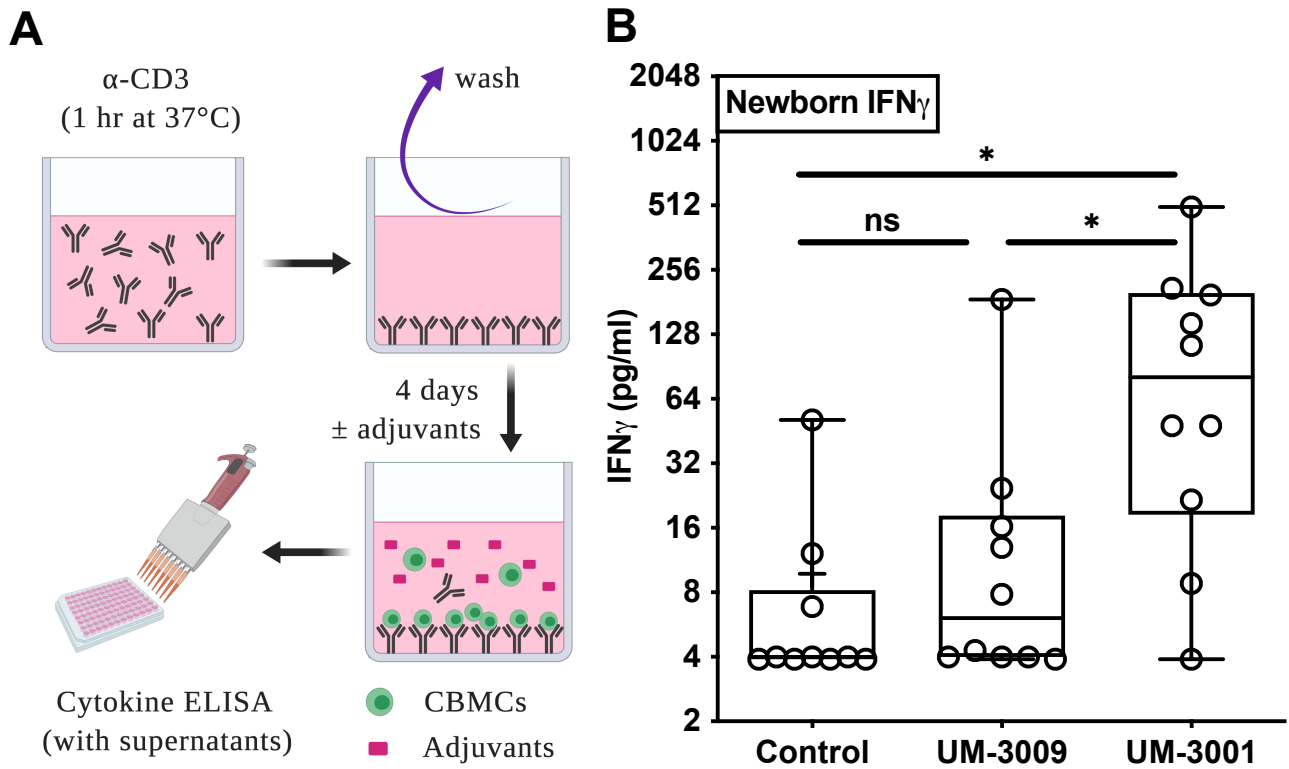 A
α-CD3
(1 hr at 37°C)
wash
4 days
± adjuvants
Cytokine ELISA
(with supernatants)
CBMCs
Adjuvants
B
Newborn IFNγ
IFNγ (pg/ml)
2048
1024
512
256
128
64
32
16
8
4
2
*
ns
*
Control
UM-3009
UM-3001